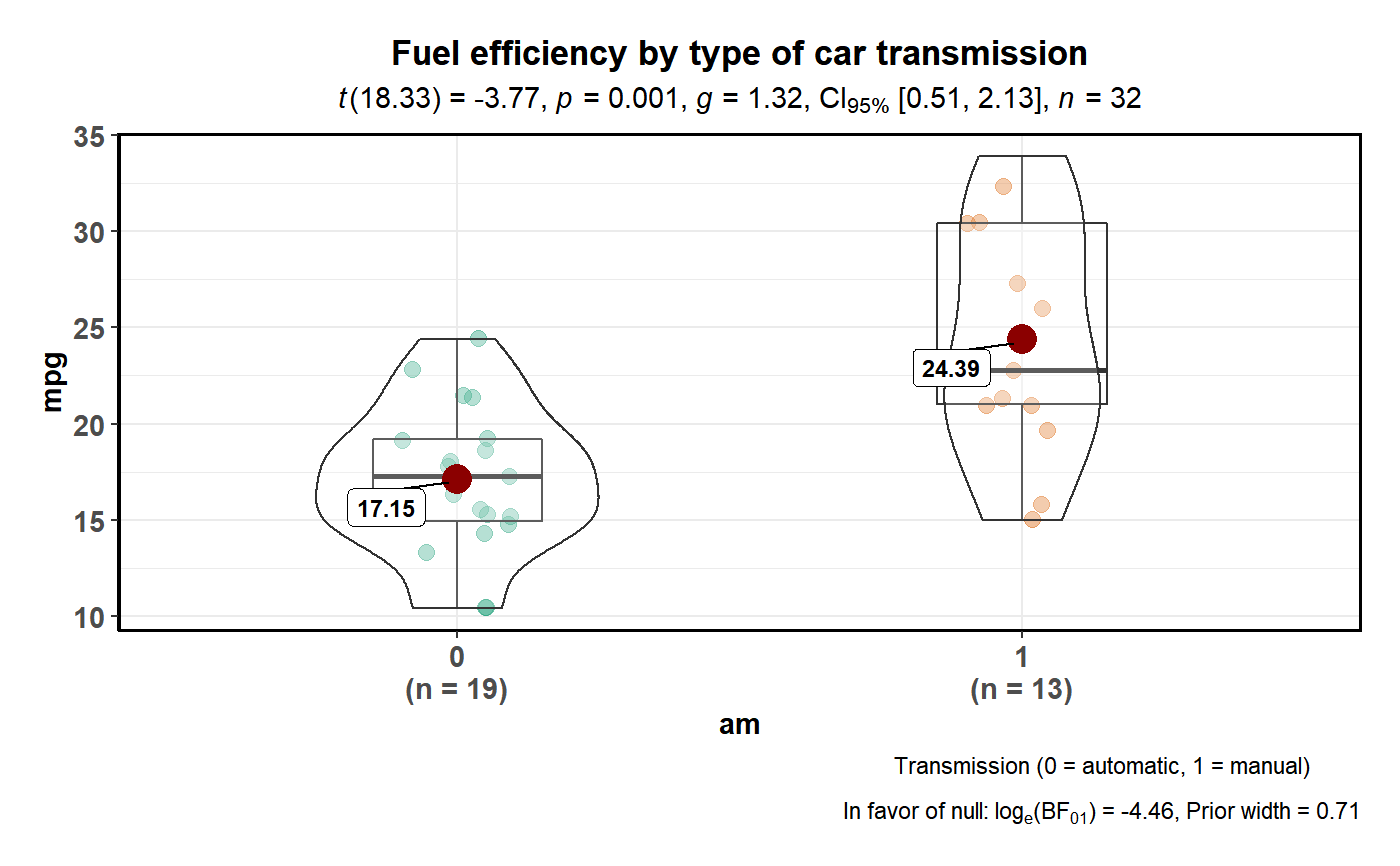 Fuel efficiency by type of car transmission
t(18.33) = -3.77, p = 0.001, g = 1.32, CI95% [0.51, 2.13], n = 32
35
30
25
20
15
10
mpg
24.39
17.15
0
(n = 19)
1
(n = 13)
am
Transmission (0 = automatic, 1 = manual)
In favor of null: loge(BF01) = -4.46, Prior width = 0.71